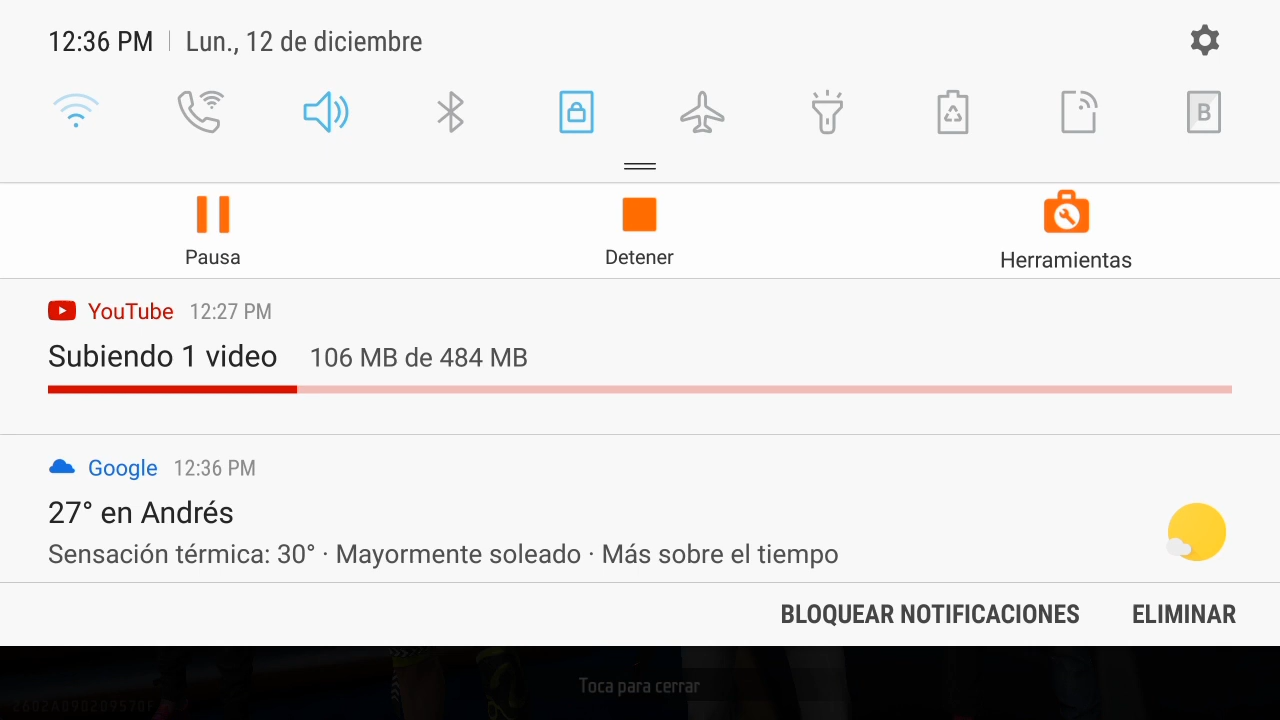 12:36 PM | Lun., 12 de diciembre
B
Pausa Detener Herramientas
YouTube 12:27 PM
Subiendo 1 video 106 MB de 484 MB
Google 12:36 PM
27° en Andrés
Sensación térmica: 30° · Mayormente soleado · Más sobre el tiempo
BLOQUEAR NOTIFICACIONES ELIMINAR
Toca para cerrar